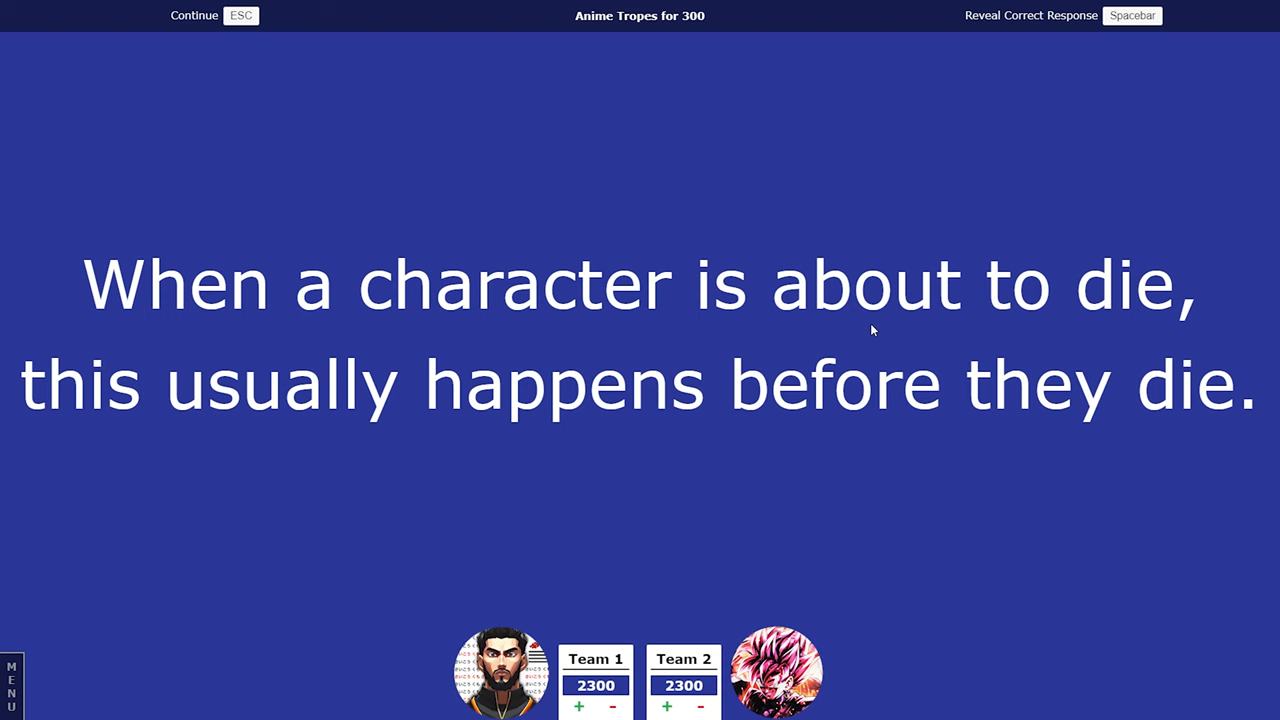 Continue ESC
Anime Tropes for 300
Reveal Correct Response Spacebar
When a character is about to die,
this usually happens before they die.
MENU
Team 1
2300
+ -
Team 2
2300
+ -